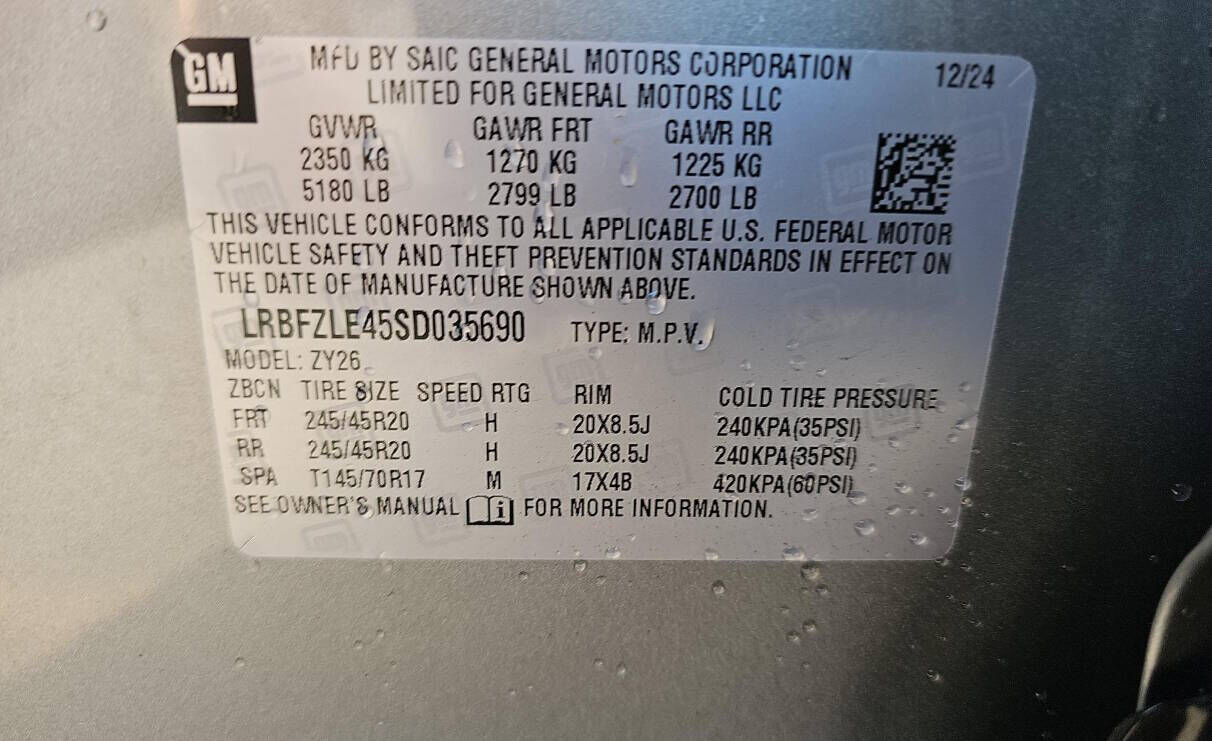 GM
MFD BY SAIC GENERAL MOTORS CORPORATION 12/24
LIMITED FOR GENERAL MOTORS LLC
GVWR GAWR FRT GAWR RR
2350 KG 1270 KG 1225 KG
5180 LB 2799 LB 2700 LB
THIS VEHICLE CONFORMS TO ALL APPLICABLE U.S. FEDERAL MOTOR
VEHICLE SAFETY AND THEFT PREVENTION STANDARDS IN EFFECT ON
THE DATE OF MANUFACTURE SHOWN ABOVE.
LRBFZLE45SD035690 TYPE: M.P.V.
MODEL: ZY26
ZBCN TIRE SIZE SPEED RTG RIM COLD TIRE PRESSURE
FRT 245/45R20 H 20X8.5J 240KPA(35PSI)
RR 245/45R20 H 20X8.5J 240KPA(35PSI)
SPA T145/70R17 M 17X4B 420KPA(60PSI)
SEE OWNER'S MANUAL FOR MORE INFORMATION.